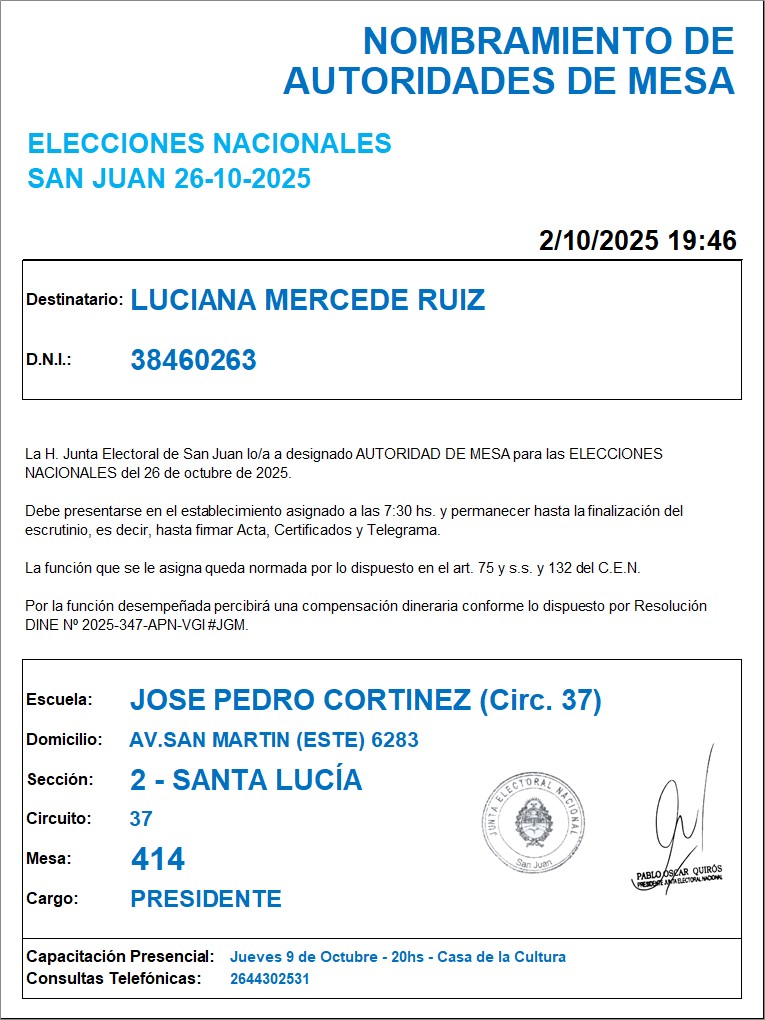 NOMBRAMIENTO DE
AUTORIDADES DE MESA
ELECCIONES NACIONALES
SAN JUAN 26-10-2025
2/10/2025 19:46
Destinatario: LUCIANA MERCEDE RUIZ
D.N.I.: 38460263
La H. Junta Electoral de San Juan lo/a a designado AUTORIDAD DE MESA para las ELECCIONES
NACIONALES del 26 de octubre de 2025.
Debe presentarse en el establecimiento asignado a las 7:30 hs. y permanecer hasta la finalización del
escrutinio, es decir, hasta firmar Acta, Certificados y Telegrama.
La función que se le asigna queda normada por lo dispuesto en el art. 75 y s.s. y 132 del C.E.N.
Por la función desempeñada percibirá una compensación dineraria conforme lo dispuesto por Resolución
DINE Nº 2025-347-APN-VGI#JGM.
Escuela: JOSE PEDRO CORTINEZ (Circ. 37)
Domicilio: AV.SAN MARTIN (ESTE) 6283
Sección: 2 - SANTA LUCÍA
Circuito: 37
Mesa: 414
Cargo: PRESIDENTE
JUNTA ELECTORAL NACIONAL
San Juan
PABLO OSCAR QUIRÓS
PRESIDENTE JUNTA ELECTORAL NACIONAL
Capacitación Presencial: Jueves 9 de Octubre - 20hs - Casa de la Cultura
Consultas Telefónicas: 2644302531